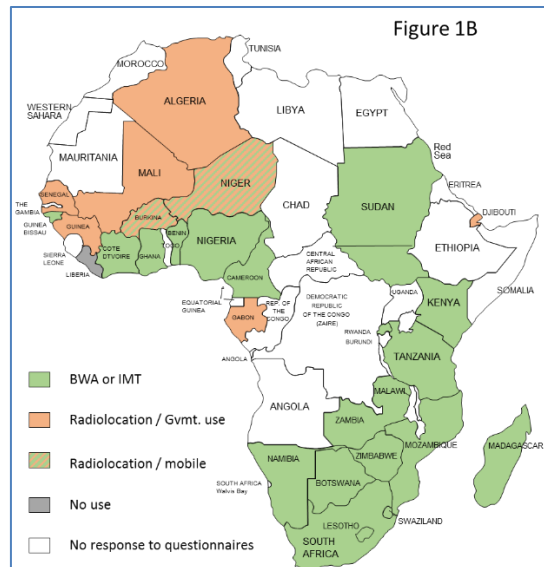 Figure 1B
TUNISIA
MOROCCO
ALGERIA
LIBYA
EGYPT
WESTERN
SAHARA
MAURITANIA
MALI
NIGER
CHAD
SUDAN
Red
Sea
ERITREA
DJIBOUTI
SENEGAL
THE
GAMBIA
GUINEA
BISSAU
GUINEA
SIERRA
LEONE
LIBERIA
COTE
D'IVOIRE
BURKINA
GHANA
TOGO
BENIN
NIGERIA
CAMEROON
CENTRAL
AFRICAN
REPUBLIC
ETHIOPIA
SOMALIA
EQUATORIAL
GUINEA
GABON
REP. OF
THE
CONGO
DEMOCRATIC
REPUBLIC
OF THE CONGO
(ZAIRE)
UGANDA
KENYA
RWANDA
BURUNDI
TANZANIA
ANGOLA
ANGOLA
MALAWI
ZAMBIA
MOZAMBIQUE
MADAGASCAR
NAMIBIA
ZIMBABWE
BOTSWANA
SOUTH AFRICA
Walvis Bay
SWAZILAND
LESOTHO
SOUTH
AFRICA
BWA or IMT
Radiolocation / Gvmt. use
Radiolocation / mobile
No use
No response to questionnaires